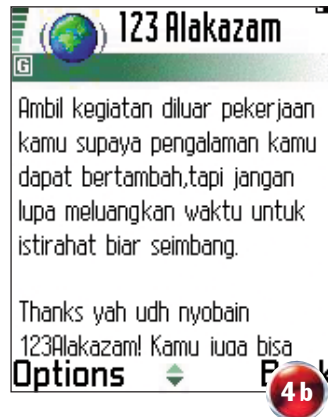 123 Alakazam
G
Ambil kegiatan diluar pekerjaan
kamu supaya pengalaman kamu
dapat bertambah,tapi jangan
lupa meluangkan waktu untuk
istirahat biar seimbang.
Thanks yah udh nyobain
123Alakazam! Kamu juga bisa
Options
4b